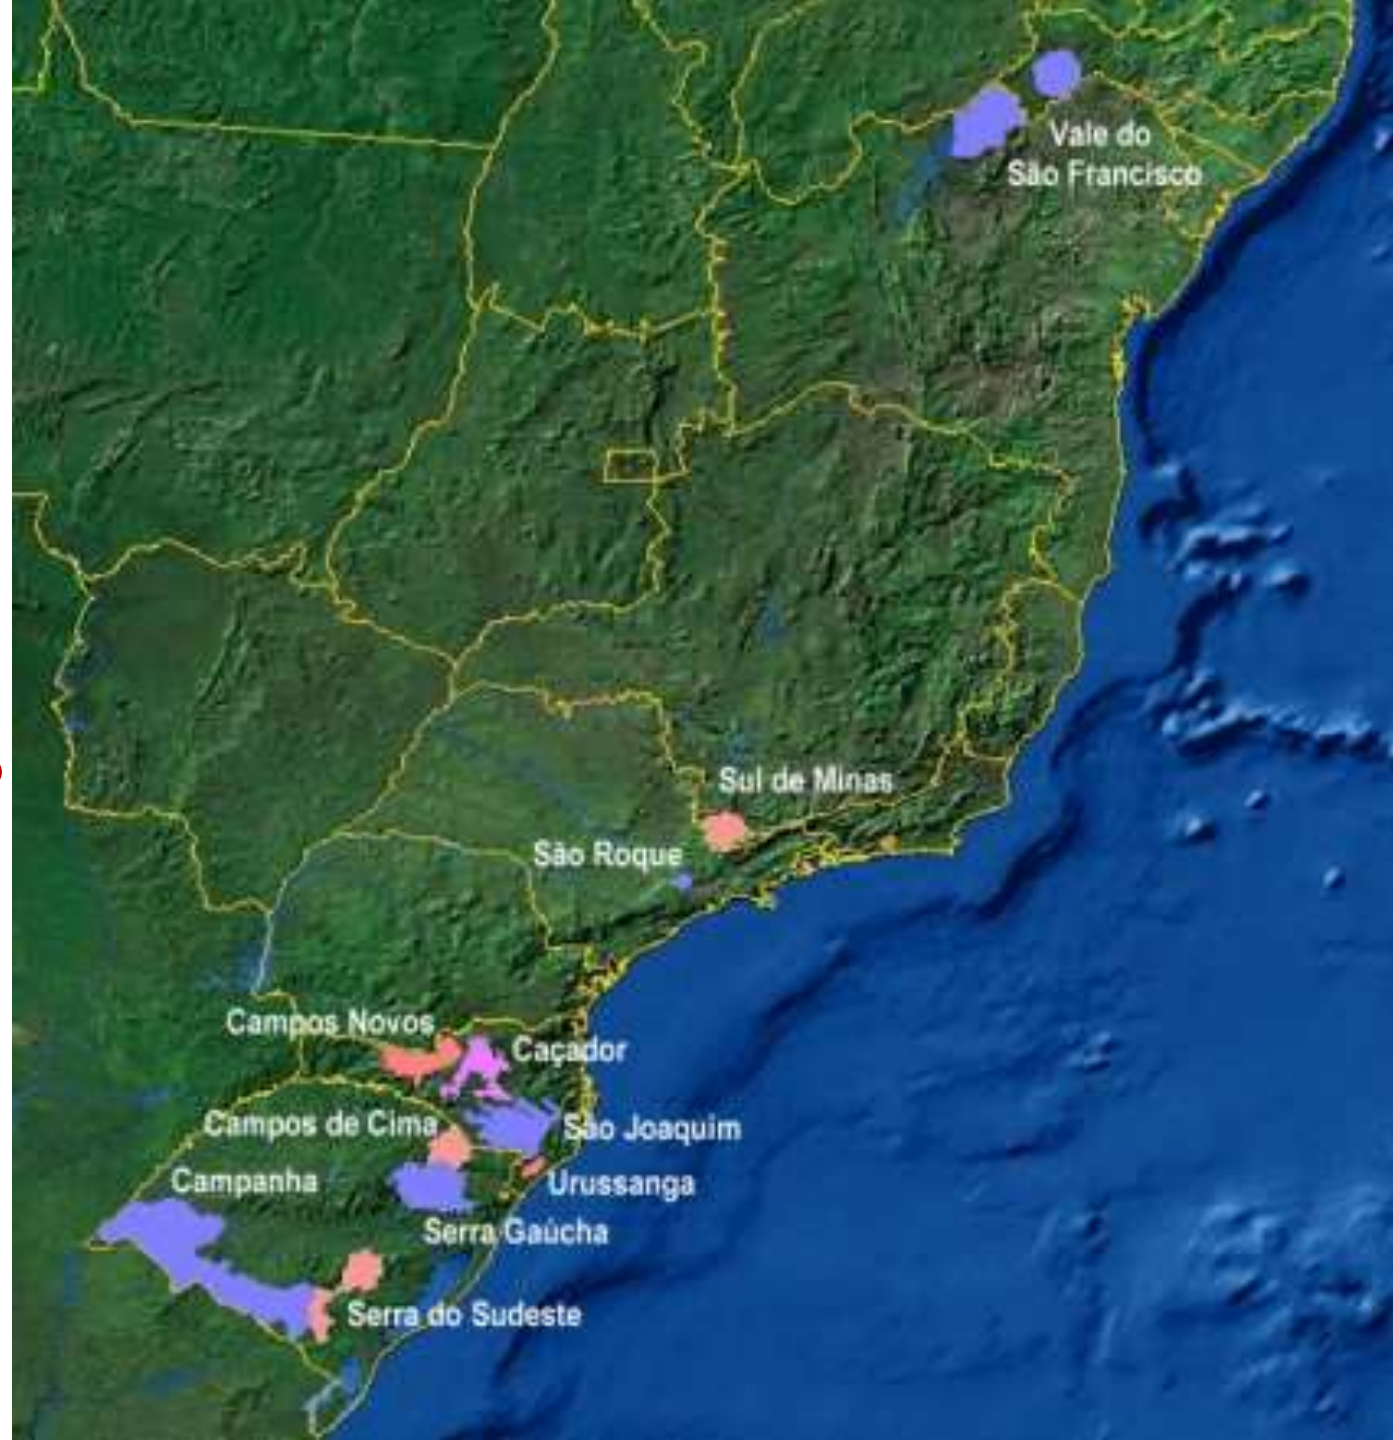 Vale do
São Francisco
Sul de Minas
São Roque
Campos Novos
Caçador
Campos de Cima
São Joaquim
Campanha
Urussanga
Serra Gaúcha
Serra do Sudeste